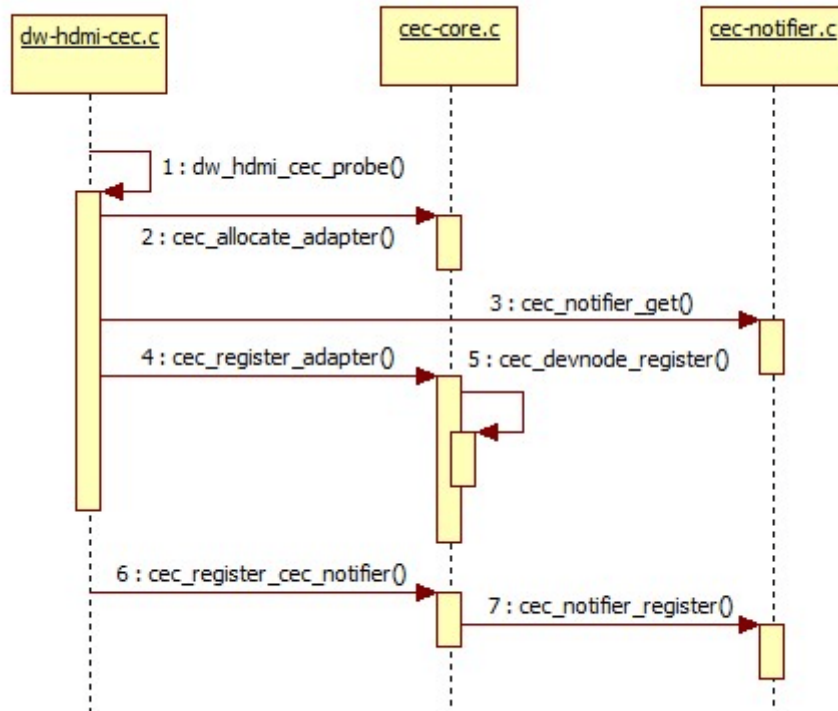 dw-hdmi-cec.c
cec-core.c
cec-notifier.c
1 : dw_hdmi_cec_probe()
2 : cec_allocate_adapter()
3 : cec_notifier_get()
4 : cec_register_adapter()
5 : cec_devnode_register()
6 : cec_register_cec_notifier()
7 : cec_notifier_register()